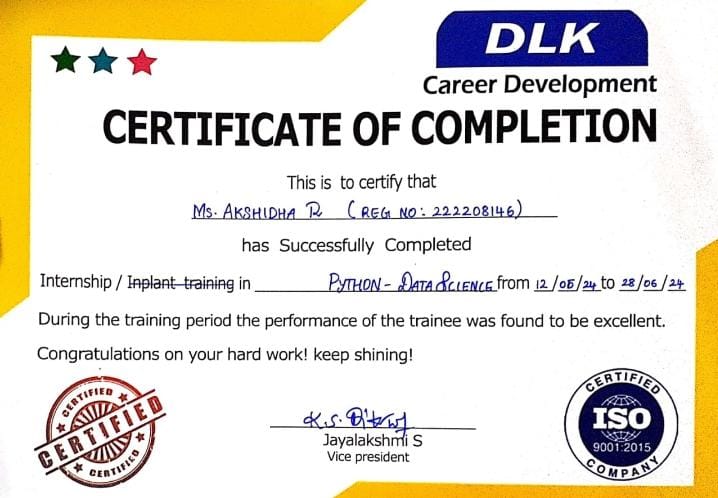 DLK
Career Development
CERTIFICATE OF COMPLETION
This is to certify that
Ms. AKSHIDHA R (REG NO: 222208146)
has Successfully Completed
Internship / Inplant training in PYTHON - DATA SCIENCE from 12/05/24 to 28/06/24
During the training period the performance of the trainee was found to be excellent.
Congratulations on your hard work! keep shining!
CERTIFIED
CERTIFIED
CERTIFIED
K.S.
Jayalakshmi S
Vice president
CERTIFIED
ISO
9001:2015
COMPANY